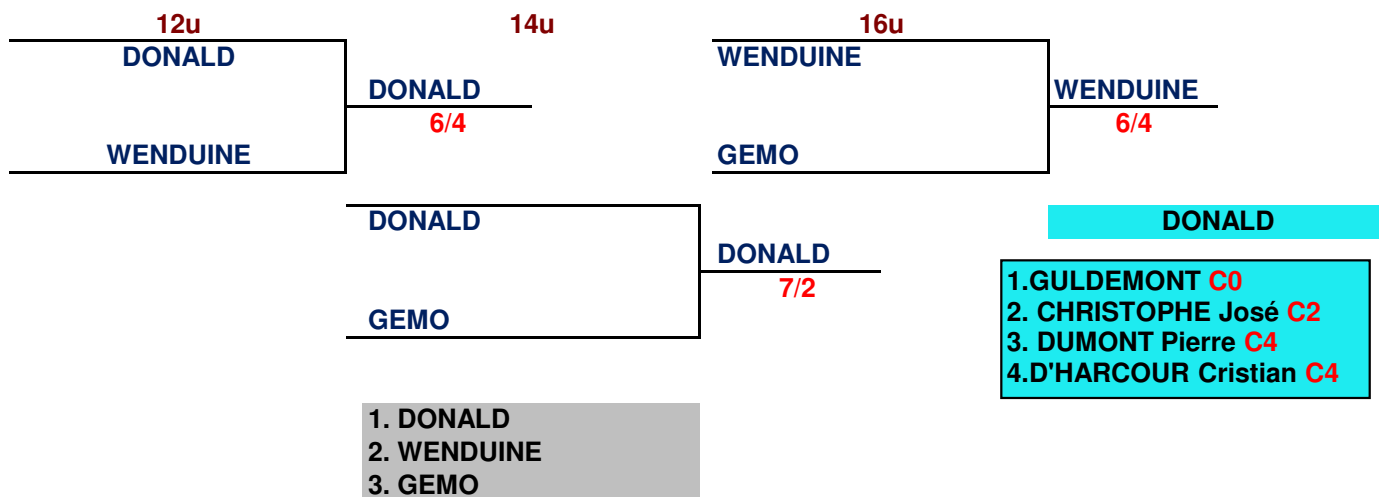 12u 14u 16u
DONALD WENDUINE
DONALD WENDUINE
6/4 6/4
WENDUINE GEMO
DONALD DONALD
DONALD
7/2
GEMO
1.GULDEMONT C0
2. CHRISTOPHE José C2
3. DUMONT Pierre C4
4.D'HARCOUR Cristian C4
1. DONALD
2. WENDUINE
3. GEMO